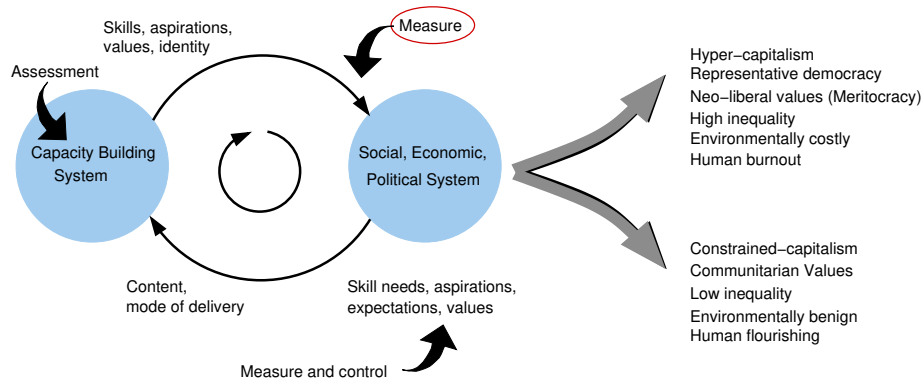 Measure
Skills, aspirations,
values, identity
Assessment
Capacity Building
System
Social, Economic,
Political System
Content,
mode of delivery
Skill needs, aspirations,
expectations, values
Measure and control
Hyper−capitalism
Representative democracy
Neo−liberal values (Meritocracy)
High inequality
Environmentally costly
Human burnout
Constrained−capitalism
Communitarian Values
Low inequality
Environmentally benign
Human flourishing